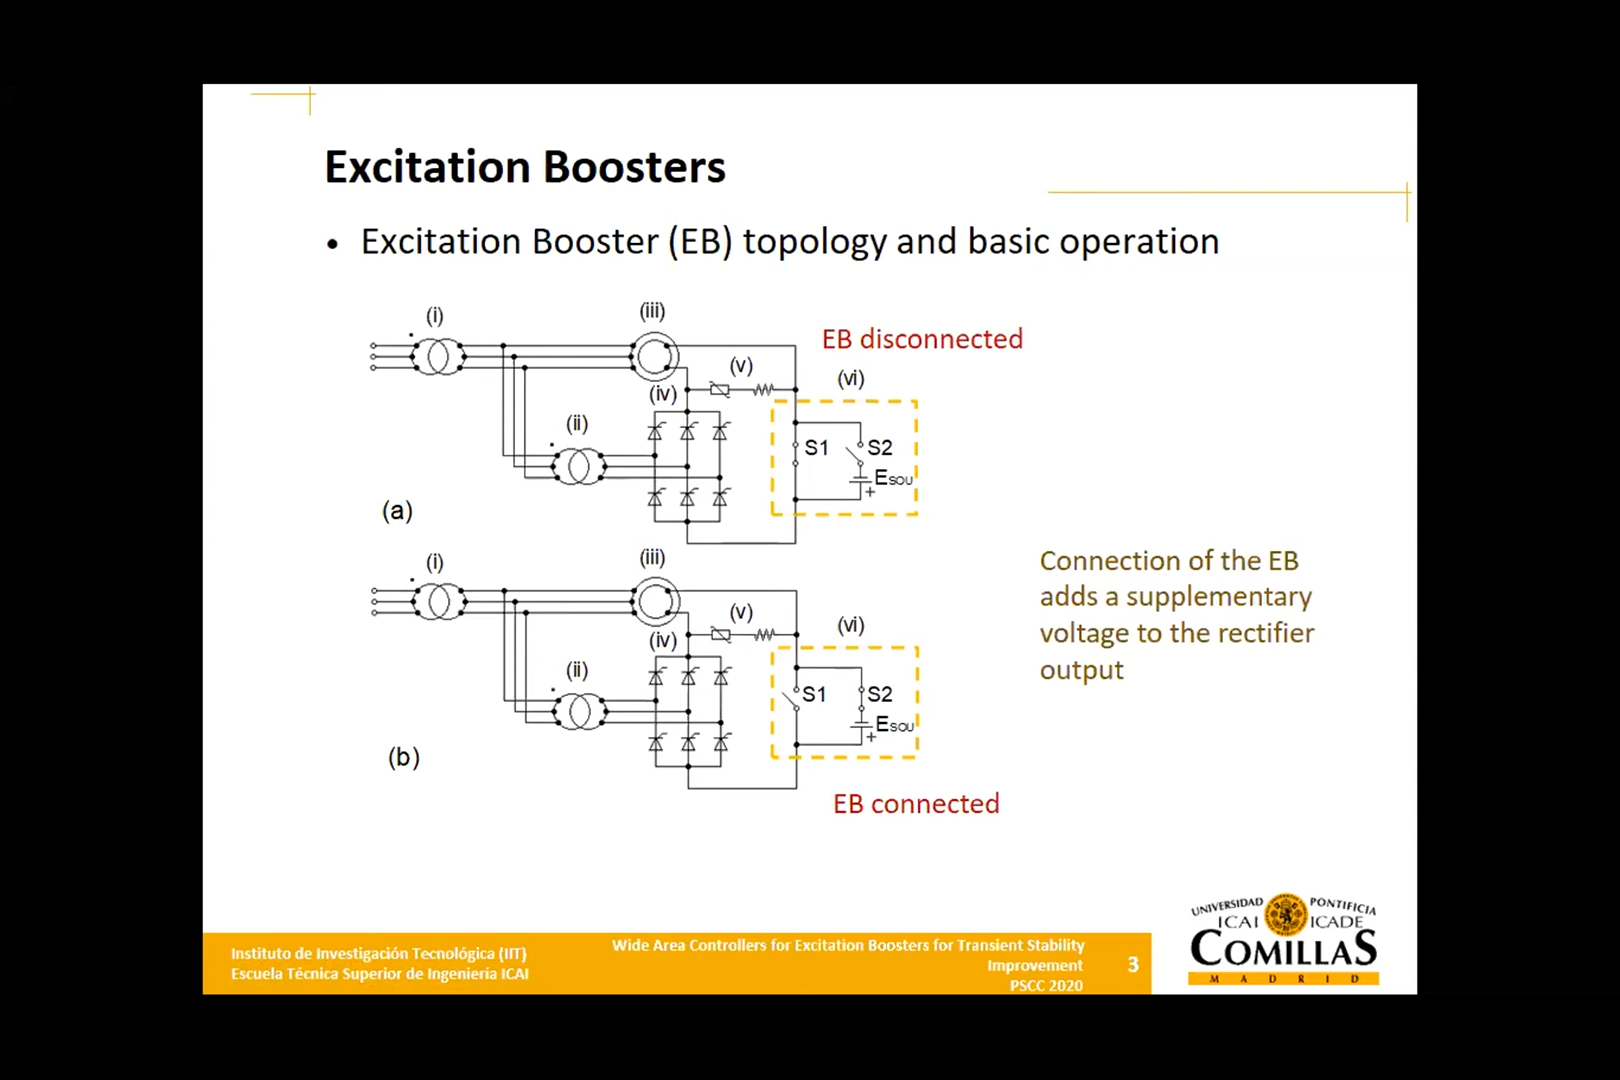 Excitation Boosters
• Excitation Booster (EB) topology and basic operation
(i)
(iii)
EB disconnected
(v)
(vi)
(iv)
(ii)
S1
S2
ESOU
+
(a)
(i)
(iii)
(v)
(vi)
(iv)
(ii)
S1
S2
ESOU
+
(b)
EB connected
Connection of the EB
adds a supplementary
voltage to the rectifier
output
Instituto de Investigación Tecnológica (IIT)
Escuela Técnica Superior de Ingeniería ICAI
Wide Area Controllers for Excitation Boosters for Transient Stability
Improvement
PSCC 2020
3
UNIVERSIDAD PONTIFICIA
ICAI ICADE
COMILLAS
MADRID